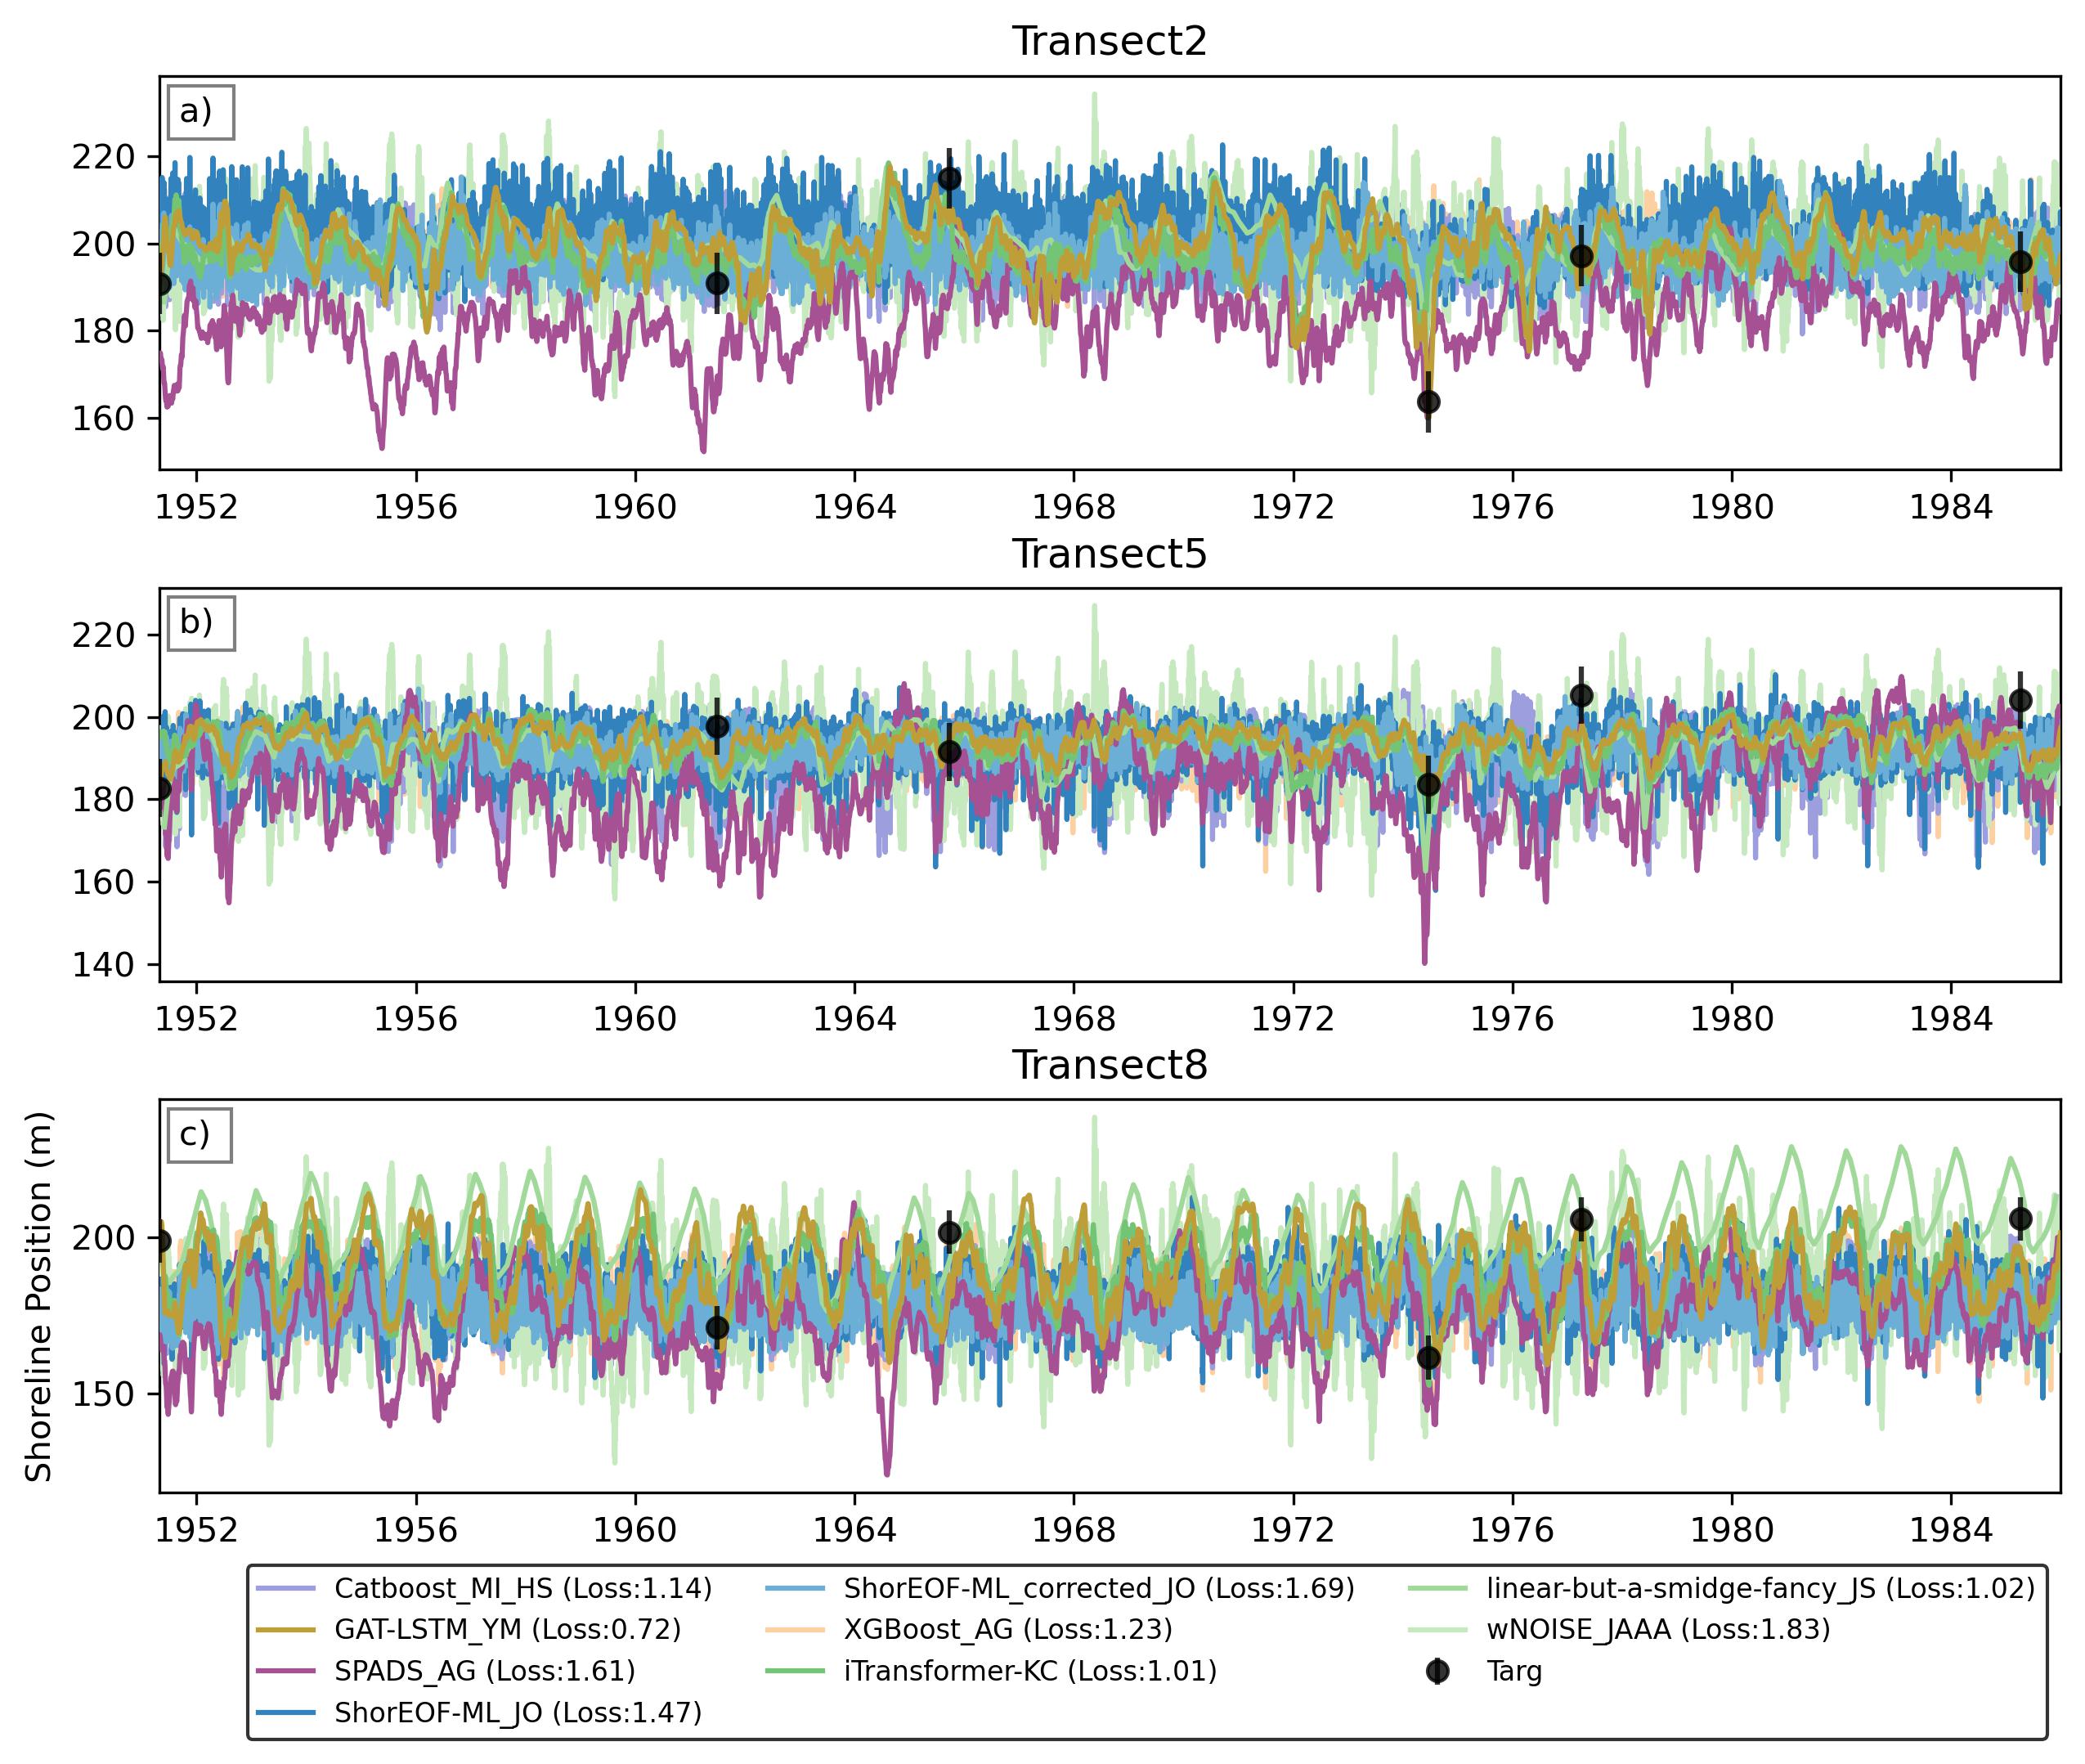 Transect2
a)
220
200
180
160
1952 1956 1960 1964 1968 1972 1976 1980 1984
Transect5
b)
220
200
180
160
140
1952 1956 1960 1964 1968 1972 1976 1980 1984
Transect8
c)
Shoreline Position (m)
200
150
1952 1956 1960 1964 1968 1972 1976 1980 1984
Catboost_MI_HS (Loss:1.14)
GAT-LSTM_YM (Loss:0.72)
SPADS_AG (Loss:1.61)
ShorEOF-ML_JO (Loss:1.47)
ShorEOF-ML_corrected_JO (Loss:1.69)
XGBoost_AG (Loss:1.23)
iTransformer-KC (Loss:1.01)
linear-but-a-smidge-fancy_JS (Loss:1.02)
wNOISE_JAAA (Loss:1.83)
Targ